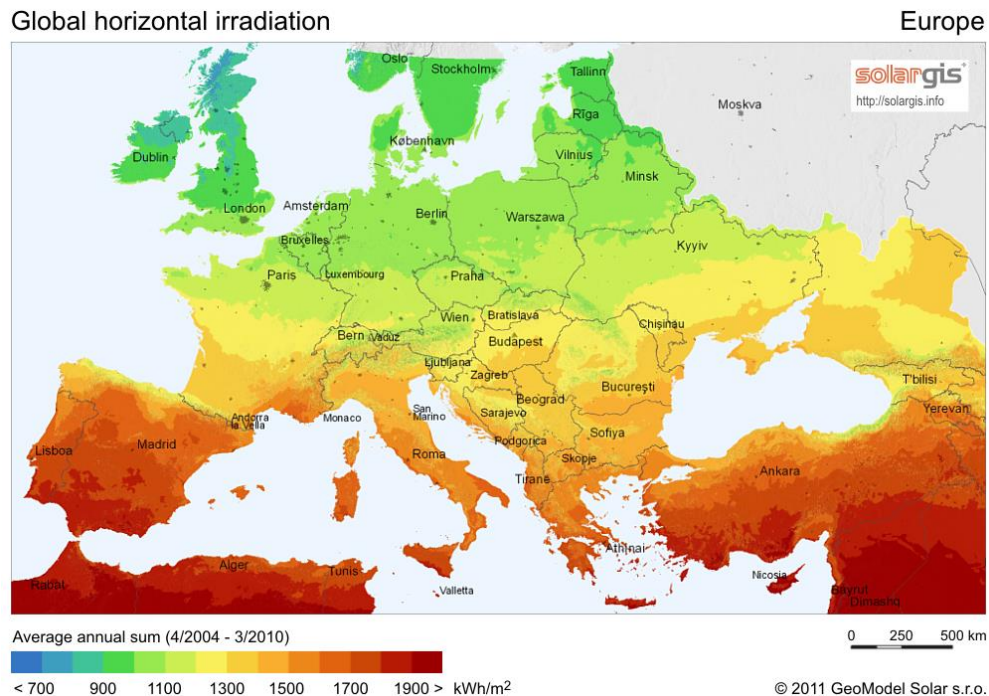 Global horizontal irradiation
Europe
solargis
http://solargis.info
Oslo
Stockholm
Tallinn
Moskva
Rīga
København
Dublin
Vilnius
Minsk
London
Amsterdam
Berlin
Warszawa
Bruxelles
Kyyiv
Paris
Luxembourg
Praha
Wien
Bratislava
Chişinău
Bern
Vaduz
Budapest
Ljubljana
Zagreb
T'bilisi
Bucureşti
Beograd
Andorra
la Vella
Monaco
San
Marino
Sarajevo
Yerevan
Sofiya
Lisboa
Madrid
Podgorica
Roma
Skopje
Ankara
Tirane
Athinai
Alger
Tunis
Nicosia
Rabat
Valletta
Bayrut
Dimashq
Average annual sum (4/2004 - 3/2010)
0 250 500 km
< 700 900 1100 1300 1500 1700 1900 > kWh/m²
© 2011 GeoModel Solar s.r.o.